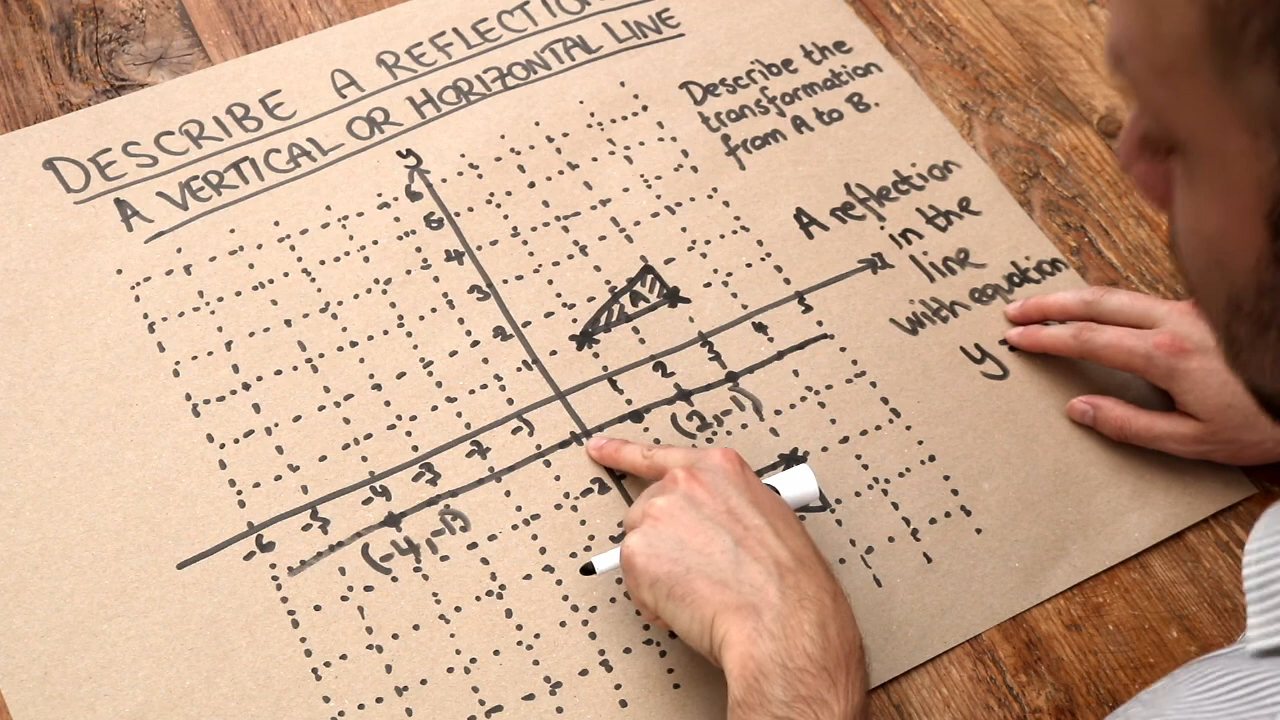 DESCRIBE A REFLECTION
A VERTICAL OR HORIZONTAL LINE
Describe the
transformation
from A to B.
A reflection
in the
line
with equation
y =
y
6
5
4
3
2
1
x
-6 -5 -4 -3 -2 -1 1 2 3 4 5
-2
A
(2,-1)
(-4,-1)